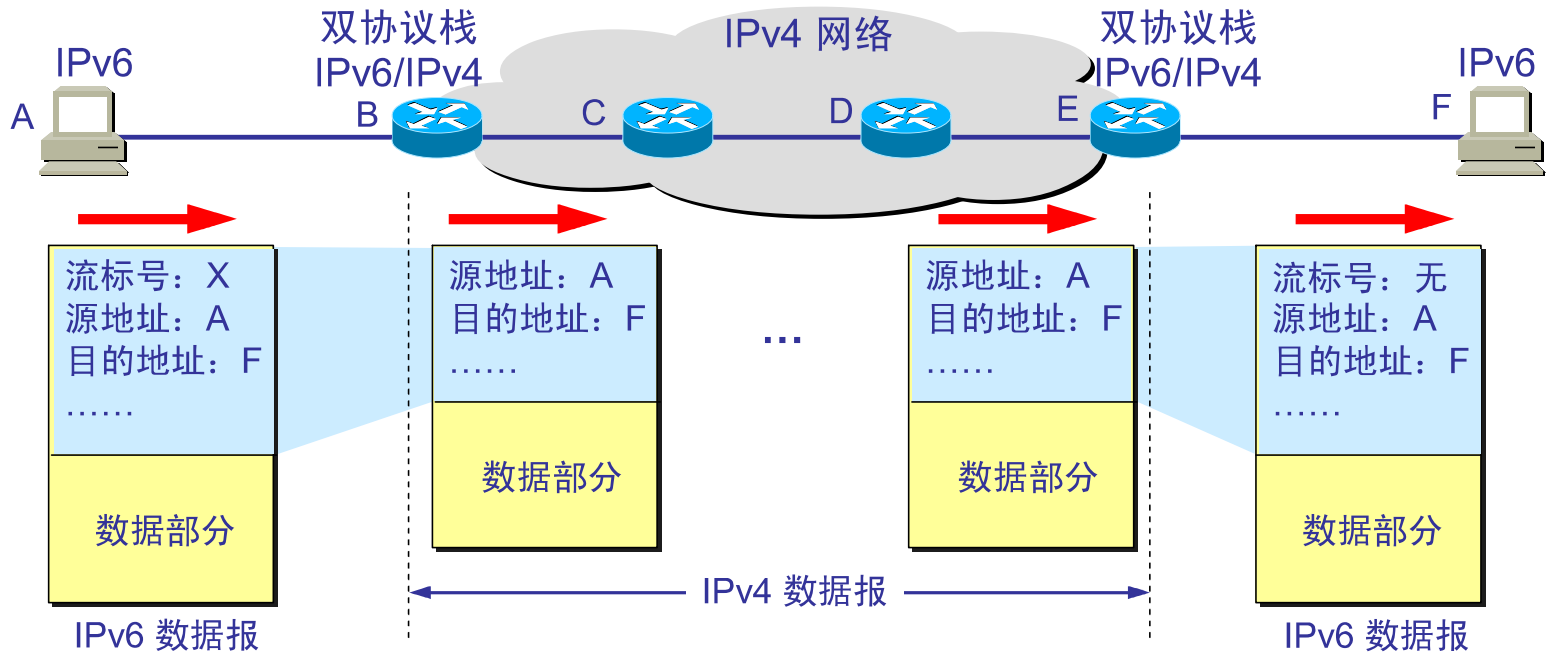 双协议栈
IPv6/IPv4
IPv4 网络
双协议栈
IPv6/IPv4
IPv6
IPv6
A
B
C
D
E
F
流标号：X
源地址：A
目的地址：F
……
数据部分
IPv6 数据报
源地址：A
目的地址：F
……
数据部分
…
源地址：A
目的地址：F
……
数据部分
IPv4 数据报
流标号：无
源地址：A
目的地址：F
……
数据部分
IPv6 数据报